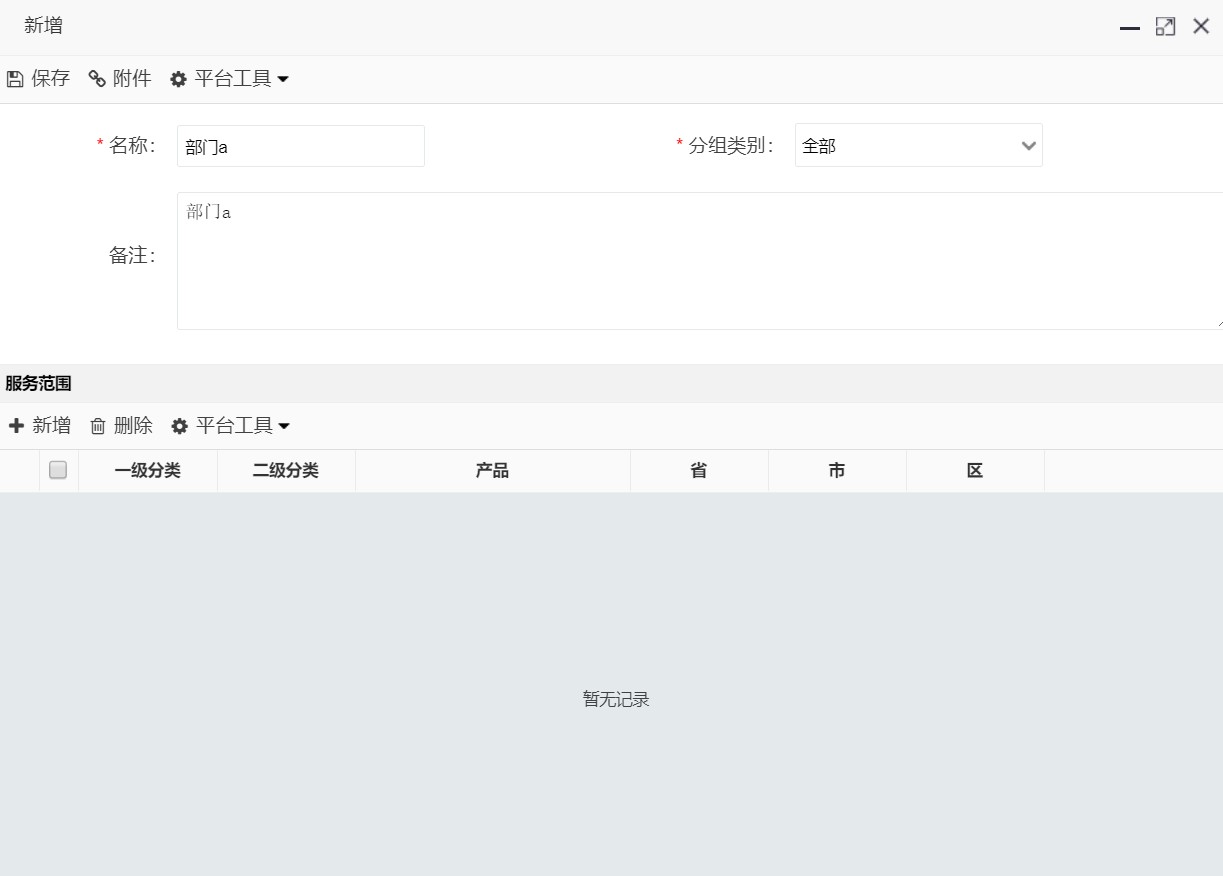 新增
保存 附件 平台工具
* 名称： 部门a * 分组类别： 全部
备注： 部门a
服务范围
新增 删除 平台工具
一级分类 二级分类 产品 省 市 区
暂无记录